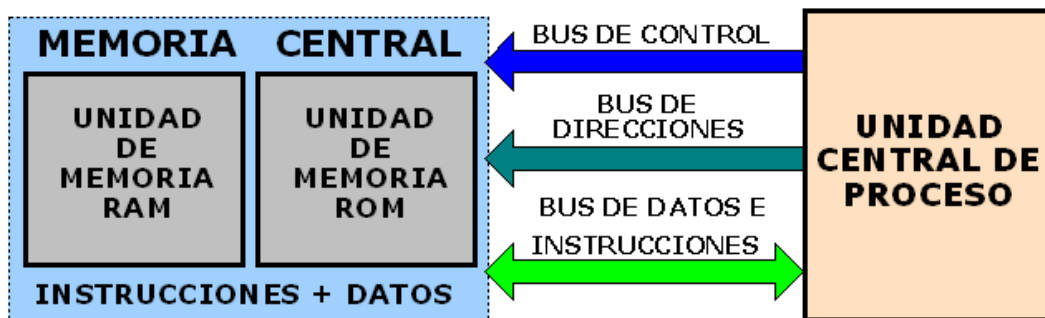 MEMORIA CENTRAL
UNIDAD
DE
MEMORIA
RAM
UNIDAD
DE
MEMORIA
ROM
INSTRUCCIONES + DATOS
BUS DE CONTROL
BUS DE
DIRECCIONES
BUS DE DATOS E
INSTRUCCIONES
UNIDAD
CENTRAL DE
PROCESO